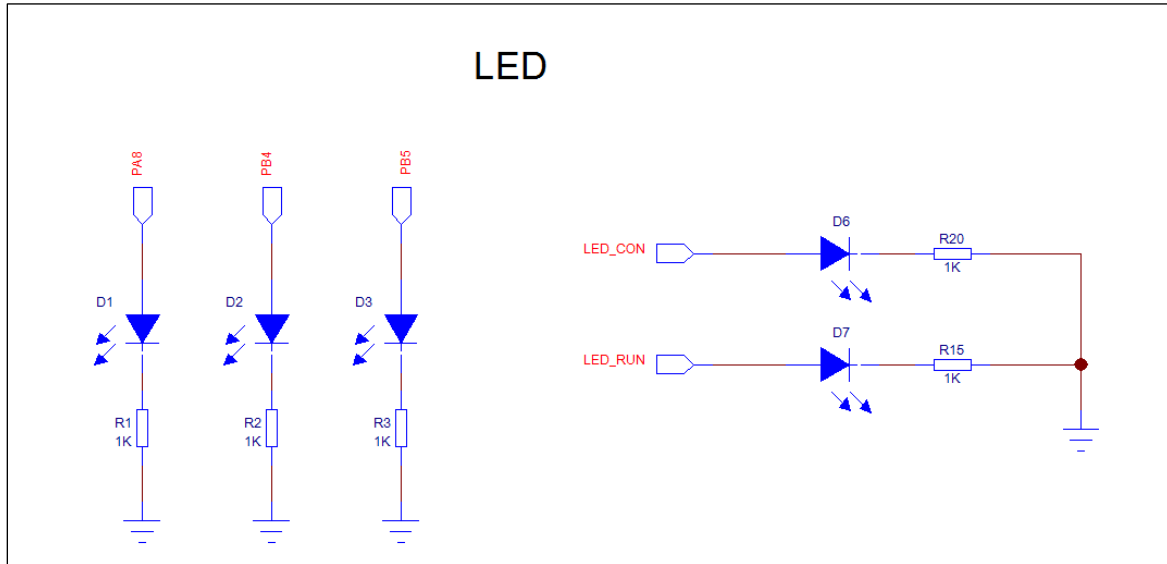 LED
PA8
PB4
PB5
D1
D2
D3
R1
1K
R2
1K
R3
1K
LED_CON
D6
R20
1K
LED_RUN
D7
R15
1K